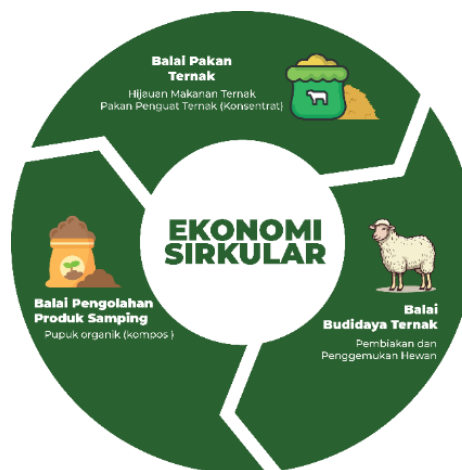 Balai Pakan
Ternak
Hijauan Makanan Ternak
Pakan Penguat Ternak (Konsentrat)
EKONOMI
SIRKULAR
Balai
Budidaya Ternak
Pembiakan dan
Penggemukan Hewan
Balai Pengolahan
Produk Samping
Pupuk organik (kompos )